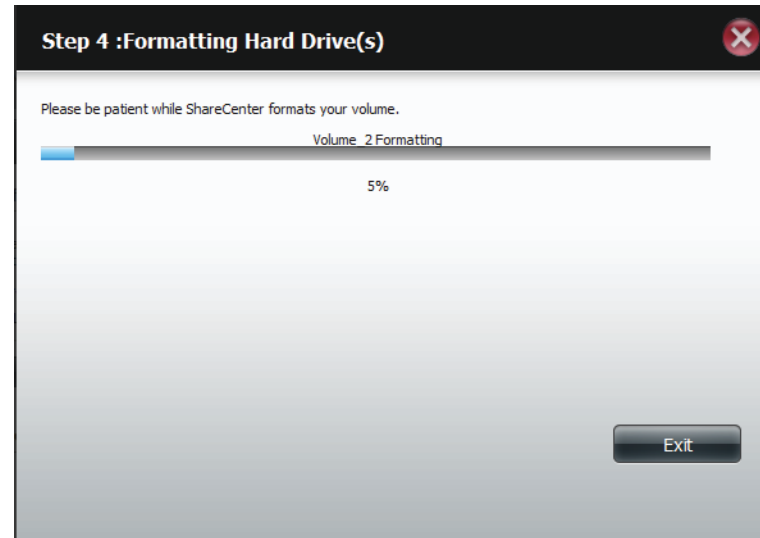 Step 4 :Formatting Hard Drive(s)
Please be patient while ShareCenter formats your volume.
Volume_2 Formatting
5%
Exit